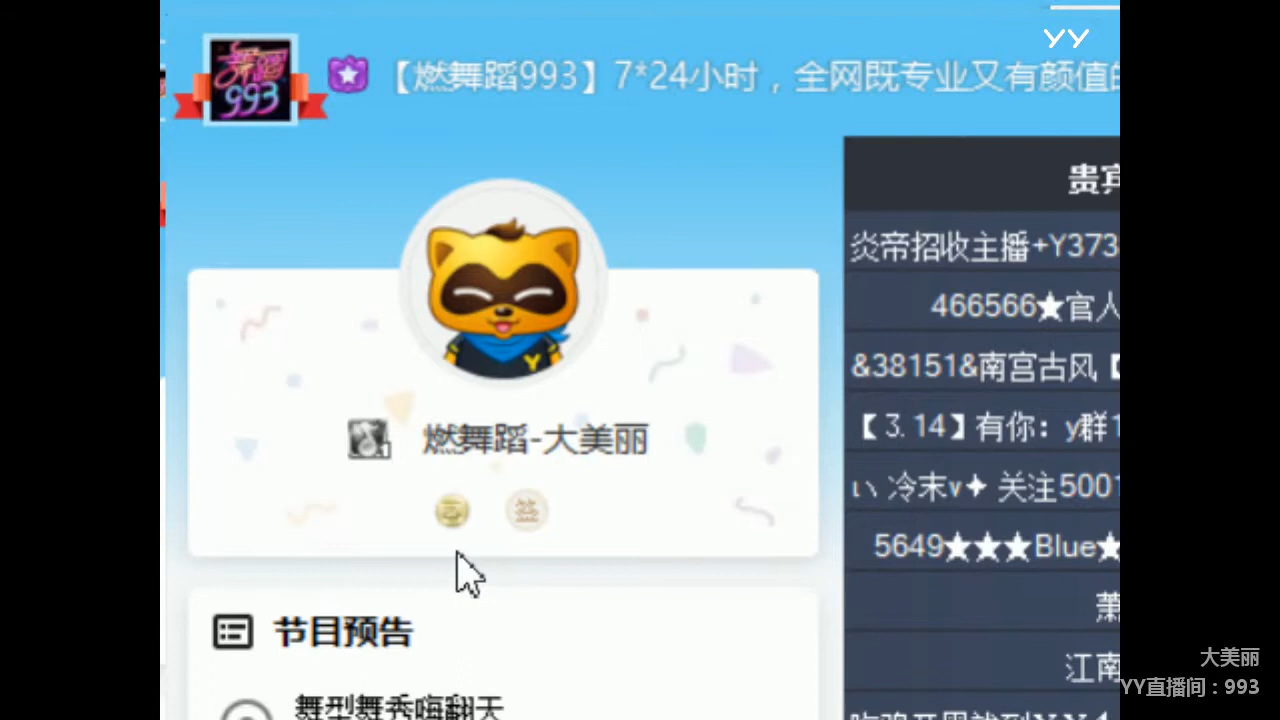 YY
舞蹈
993
【燃舞蹈993】7*24小时，全网既专业又有颜值
贵宾
炎帝招收主播+Y373
466566★官人
&38151&南宫古风【
【3.14】有你：y群1
冷末v✦ 关注5001
5649★★★Blue★
萧
江南
燃舞蹈-大美丽
签
节目预告
舞型舞秀嗨翻天
大美丽
YY直播间：993